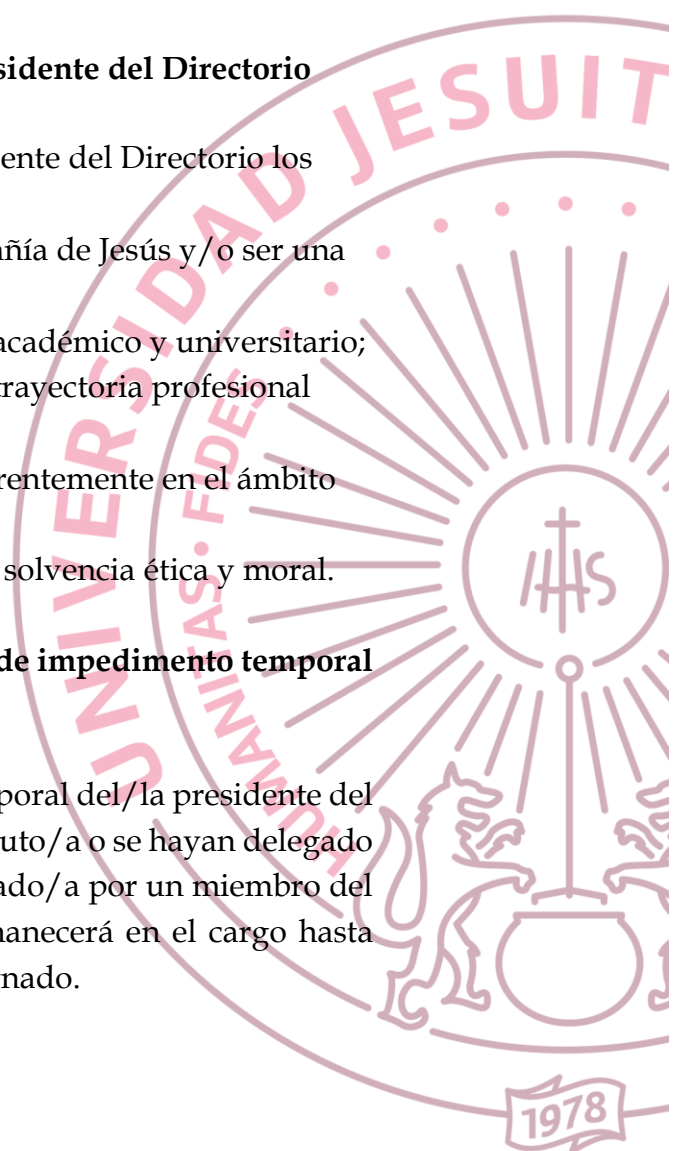 sidente del Directorio
ente del Directorio los
añía de Jesús y/o ser una
académico y universitario;
trayectoria profesional
rentemente en el ámbito
solvencia ética y moral.
de impedimento temporal
poral del/la presidente del
uto/a o se hayan delegado
ado/a por un miembro del
manecerá en el cargo hasta
gnado.
UNIVERSIDAD JESUIT
HUMANITAS • FIDES
IHS
1978